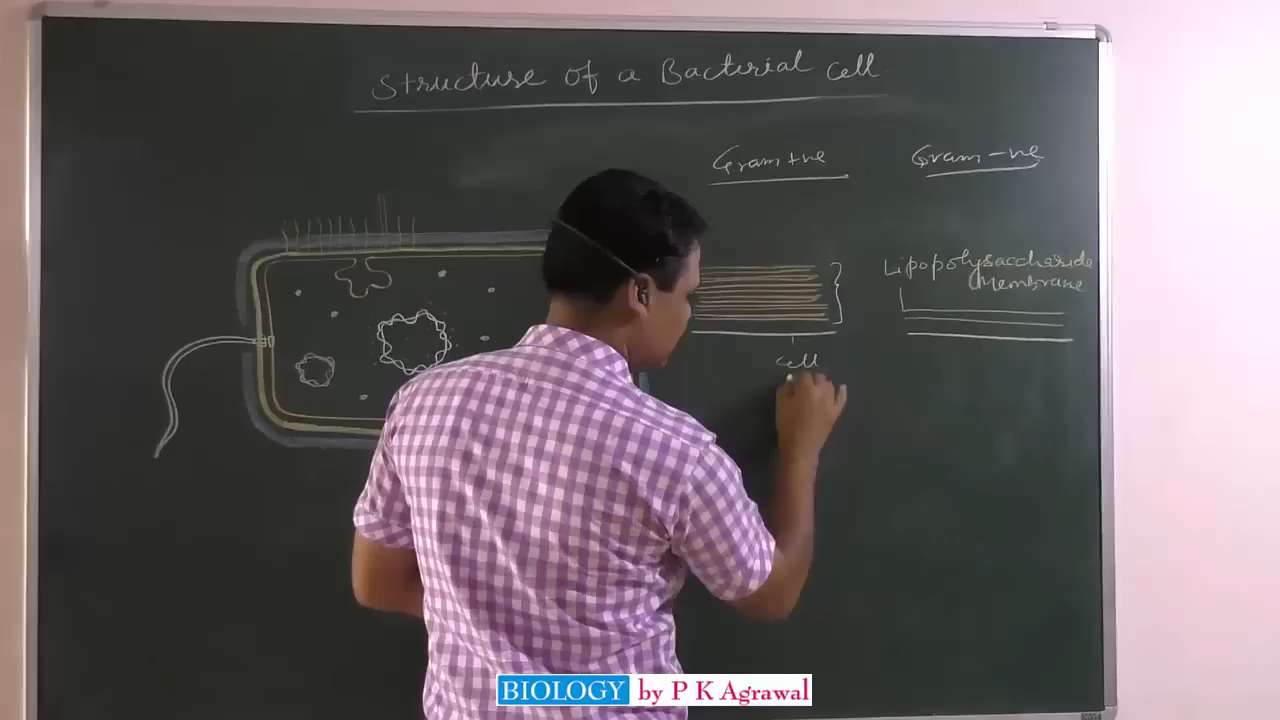 Structure of a Bacterial cell
Gram +ve
Gram -ve
Lipopolysaccharide
Membrane
Cell
BIOLOGY by P K Agrawal